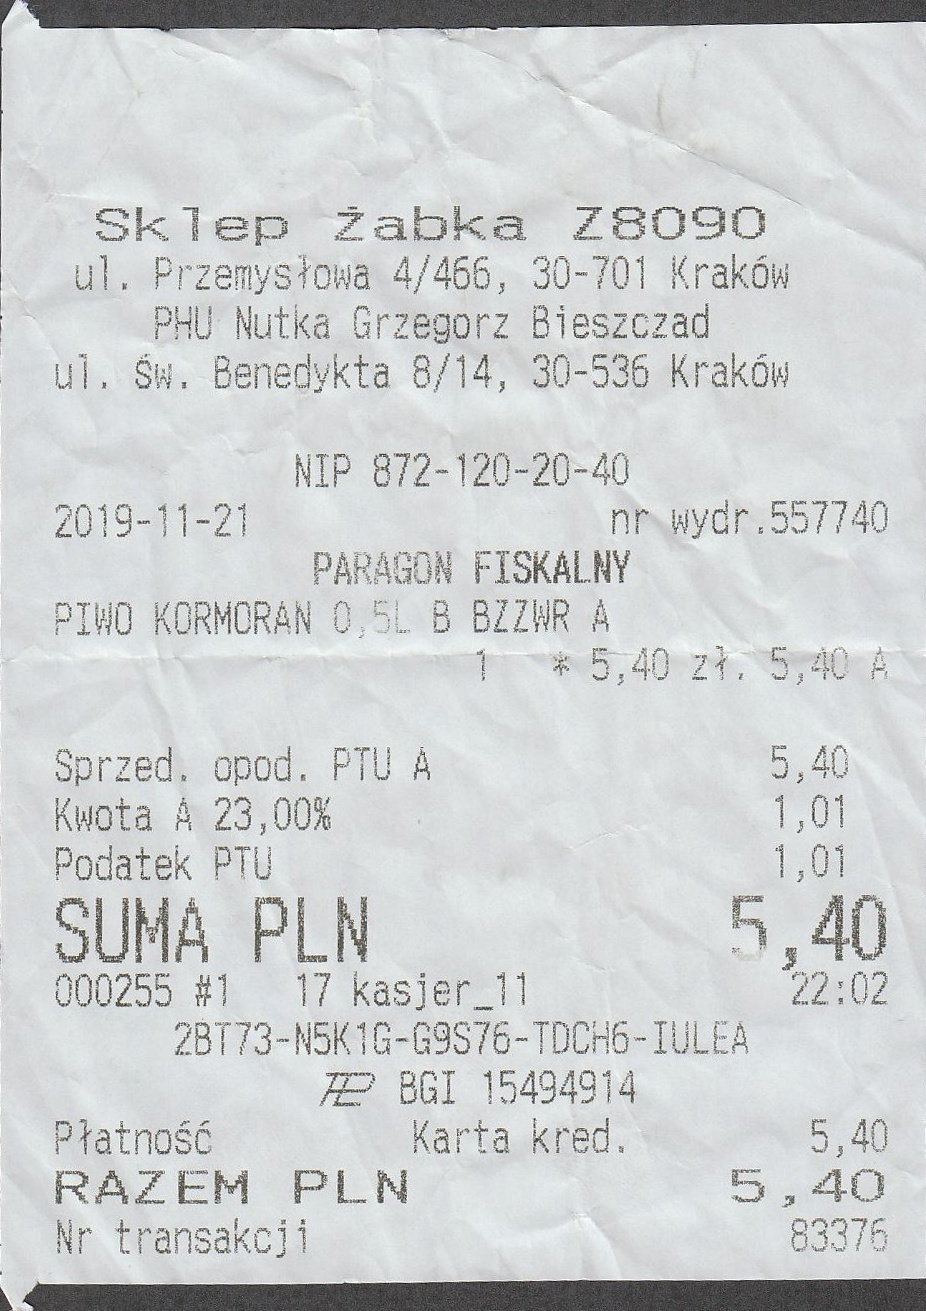 Sklep Żabka Z8090
ul. Przemysłowa 4/466, 30-701 Kraków
PHU Nutka Grzegorz Bieszczad
ul. Św. Benedykta 8/14, 30-536 Kraków
NIP 872-120-20-40
2019-11-21 nr wydr.557740
PARAGON FISKALNY
PIWO KORMORAN 0,5L B BZZWR A
1 * 5,40 zł. 5,40 A
Sprzed. opod. PTU A 5,40
Kwota A 23,00% 1,01
Podatek PTU 1,01
SUMA PLN 5,40
000255 #1 17 kasjer_11 22:02
2BT73-N5K1G-G9S76-TDCH6-IULEA
BGI 15494914
Płatność Karta kred. 5,40
RAZEM PLN 5,40
Nr transakcji 83376